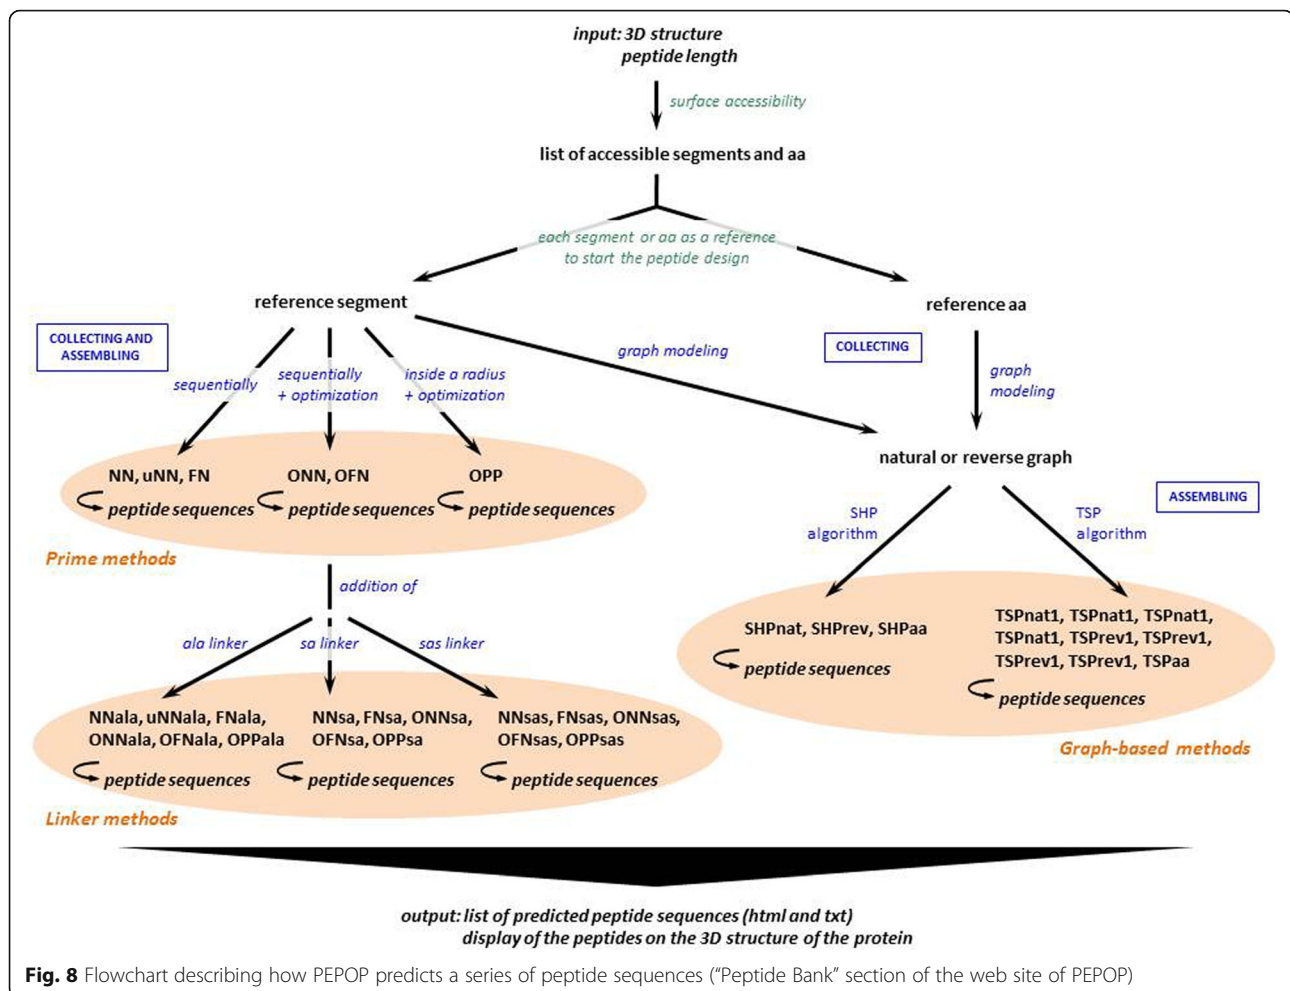 input: 3D structure
peptide length
surface accessibility
list of accessible segments and aa
each segment or aa as a reference
to start the peptide design
reference segment
reference aa
COLLECTING AND
ASSEMBLING
sequentially
sequentially
+ optimization
inside a radius
+ optimization
graph modeling
COLLECTING
graph
modeling
natural or reverse graph
NN, uNN, FN
peptide sequences
ONN, OFN
peptide sequences
OPP
peptide sequences
Prime methods
SHP
algorithm
TSP
algorithm
ASSEMBLING
addition of
ala linker
sa linker
sas linker
SHPnat, SHPrev, SHPaa
peptide sequences
TSPnat1, TSPnat1, TSPnat1,
TSPnat1, TSPrev1, TSPrev1,
TSPrev1, TSPrev1, TSPaa
peptide sequences
Graph-based methods
NNala, uNNala, FNala,
ONNala, OFNala, OPPala
peptide sequences
NNsa, FNsa, ONNsa,
OFNsa, OPPsa
peptide sequences
NNsas, FNsas, ONNsas,
OFNsas, OPPsas
peptide sequences
Linker methods
output: list of predicted peptide sequences (html and txt)
display of the peptides on the 3D structure of the protein
Fig. 8 Flowchart describing how PEPOP predicts a series of peptide sequences (“Peptide Bank” section of the web site of PEPOP)